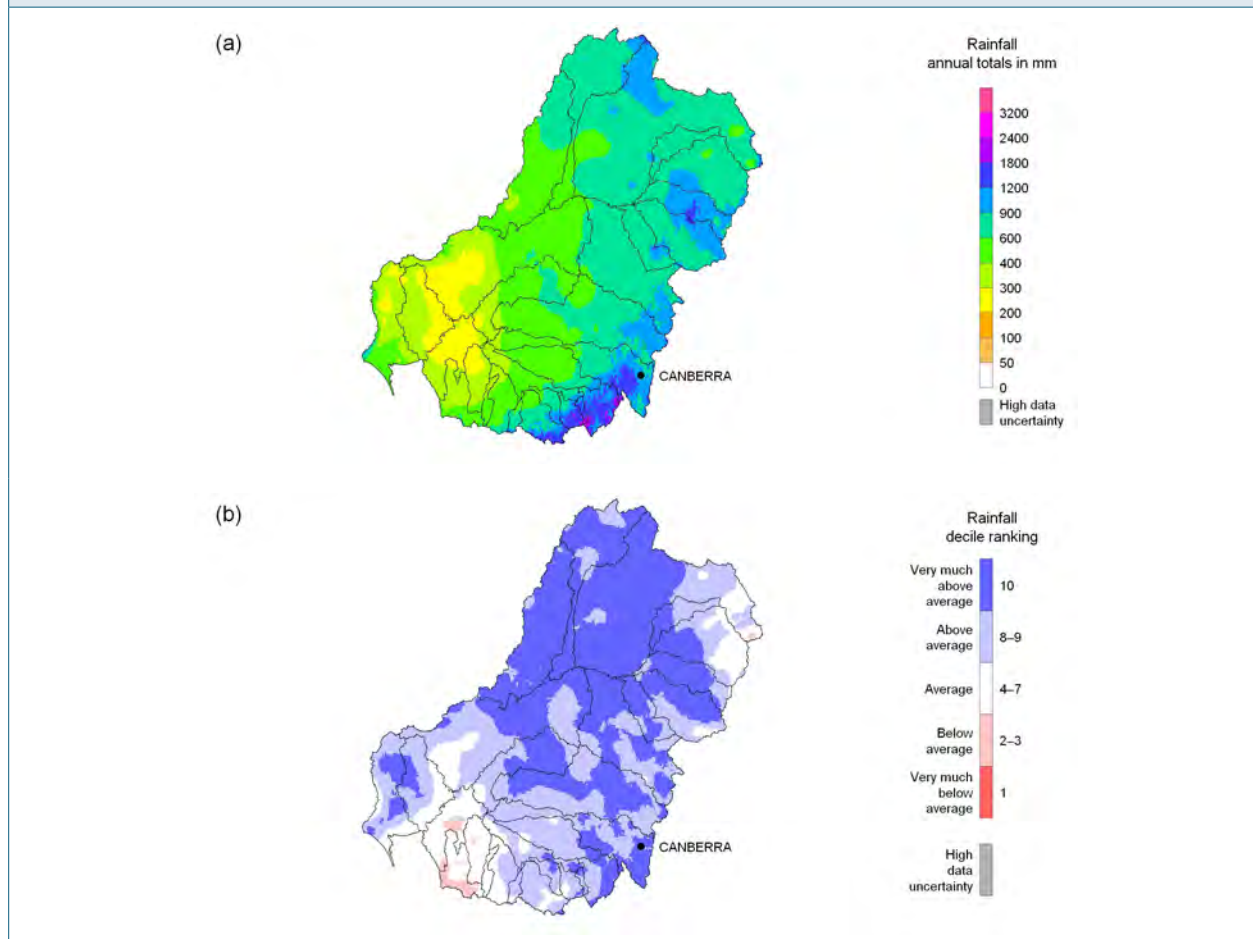 (a)
Rainfall
annual totals in mm
3200
2400
1800
1200
900
600
400
300
200
100
50
0
High data
uncertainty
CANBERRA
(b)
Rainfall
decile ranking
Very much
above
average
10
Above
average
8–9
Average
4–7
Below
average
2–3
Very much
below
average
1
High
data
uncertainty
CANBERRA